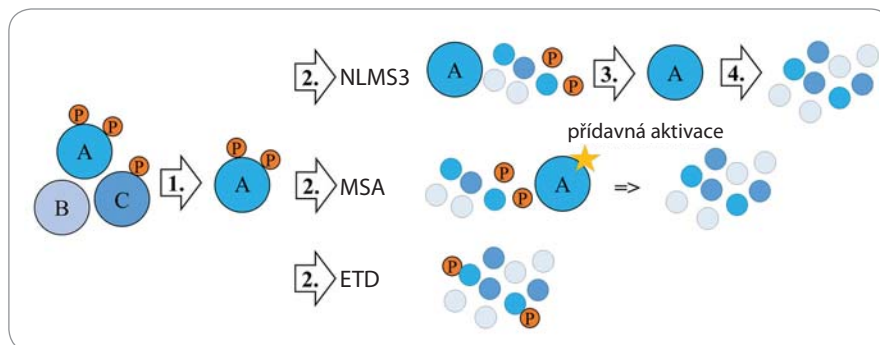 2. NLMS3 A P P 3. A 4.
P P A B C P 1. P P A 2. MSA P P A přídavná aktivace =>
2. ETD P P